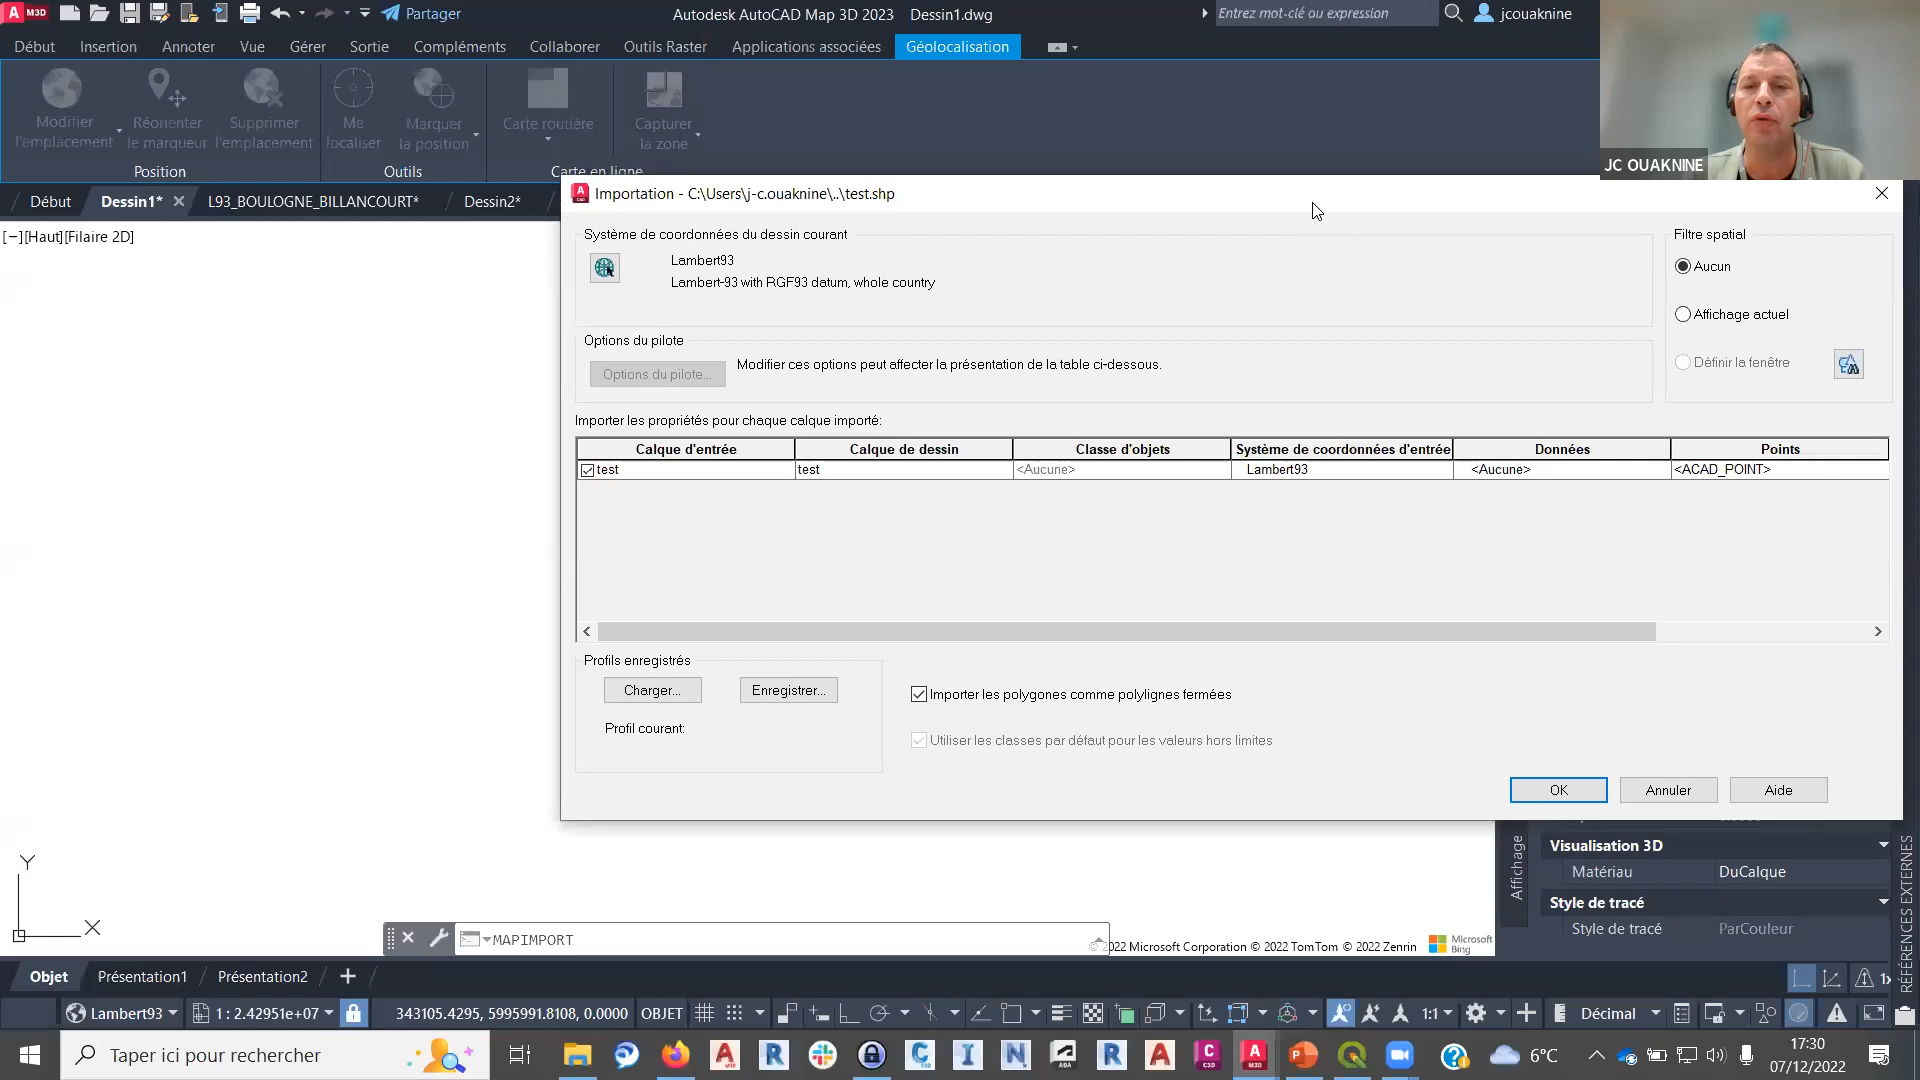 M3D
Partager
Autodesk AutoCAD Map 3D 2023 Dessin1.dwg
Entrez mot-clé ou expression
jcouaknine
Début Insertion Annoter Vue Gérer Sortie Compléments Collaborer Outils Raster Applications associées Géolocalisation
Modifier
l'emplacement
Réorienter
le marqueur
Supprimer
l'emplacement
Me
localiser
Marquer
la position
Carte routière
Capturer
la zone
Position
Outils
Carte en ligne
JC OUAKNINE
Début
Dessin1*
L93_BOULOGNE_BILLANCOURT*
Dessin2*
[−][Haut][Filaire 2D]
Importation - C:\Users\j-c.ouaknine\..\test.shp
Système de coordonnées du dessin courant
Lambert93
Lambert-93 with RGF93 datum, whole country
Filtre spatial
Aucun
Affichage actuel
Définir la fenêtre
Options du pilote
Options du pilote...
Modifier ces options peut affecter la présentation de la table ci-dessous.
Importer les propriétés pour chaque calque importé:
Calque d'entrée Calque de dessin Classe d'objets Système de coordonnées d'entrée Données Points
test test <Aucune> Lambert93 <Aucune> <ACAD_POINT>
Profils enregistrés
Charger... Enregistrer...
Profil courant:
Importer les polygones comme polylignes fermées
Utiliser les classes par défaut pour les valeurs hors limites
OK Annuler Aide
Affichage
Visualisation 3D
Matériau DuCalque
Style de tracé
Style de tracé ParCouleur
RÉFÉRENCES EXTERNES
Y
X
MAPIMPORT
2022 Microsoft Corporation © 2022 TomTom © 2022 Zenrin
Microsoft
Bing
Objet Présentation1 Présentation2 +
Lambert93 1 : 2.42951e+07 343105.4295, 5995991.8108, 0.0000 OBJET 1:1 Décimal
Taper ici pour rechercher
6°C
17:30
07/12/2022